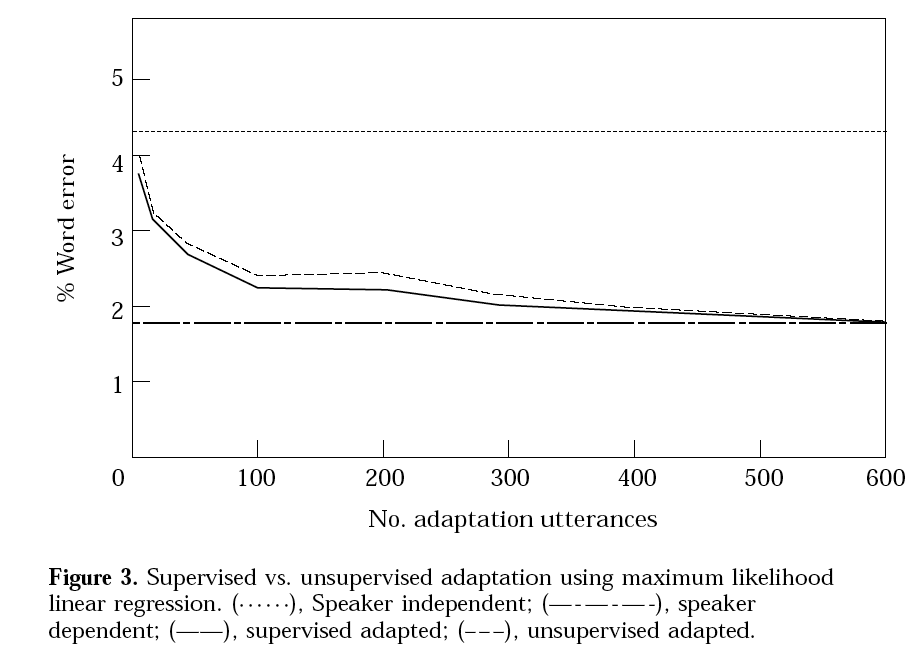 5
4
3
2
1
0 100 200 300 400 500 600
% Word error
No. adaptation utterances
Figure 3. Supervised vs. unsupervised adaptation using maximum likelihood
linear regression. (······), Speaker independent; (—-—-—-), speaker
dependent; (——), supervised adapted; (---), unsupervised adapted.